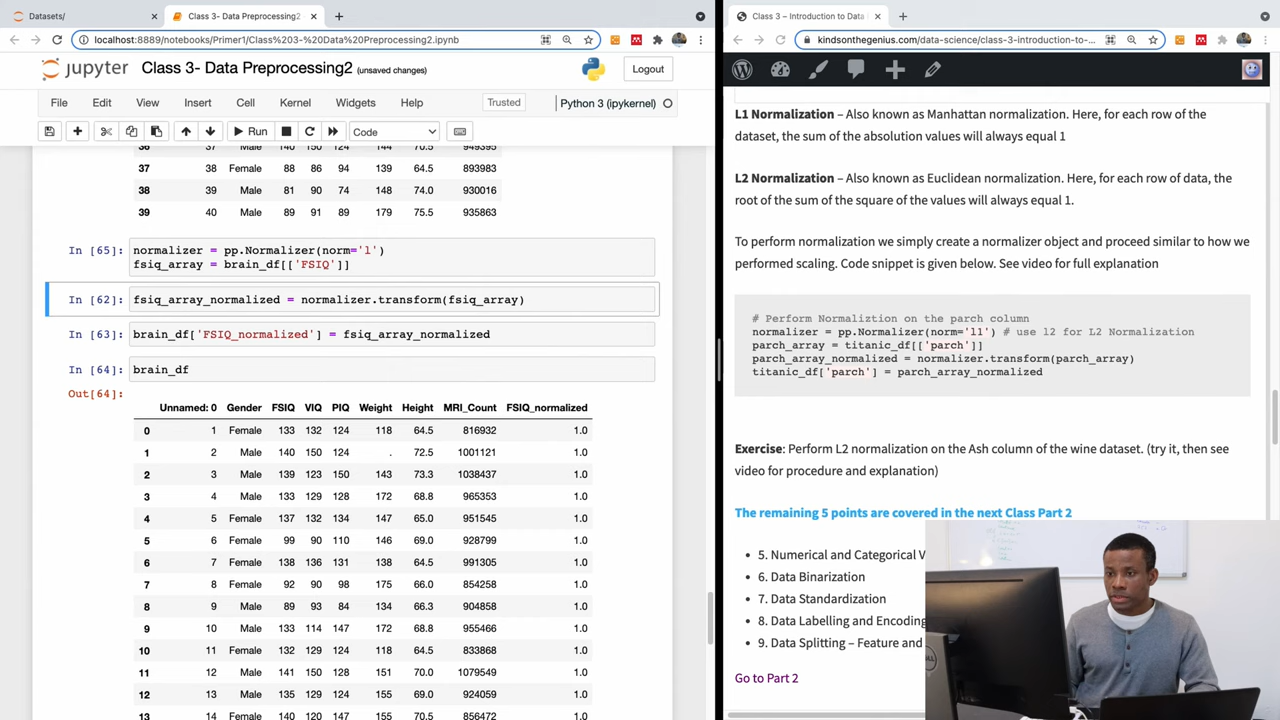 Datasets/
Class 3- Data Preprocessing2 -
Class 3 – Introduction to Data
localhost:8889/notebooks/Primer1/Class%203-%20Data%20Preprocessing2.ipynb
kindsonthegenius.com/data-science/class-3-introduction-to-...
jupyter Class 3- Data Preprocessing2 (unsaved changes)
Logout
File Edit View Insert Cell Kernel Widgets Help Trusted Python 3 (ipykernel)
Run Code
36 37 Male 140 150 124 144 70.5 949395
37 38 Female 88 86 94 139 64.5 893983
38 39 Male 81 90 74 148 74.0 930016
39 40 Male 89 91 89 179 75.5 935863
In [65]: normalizer = pp.Normalizer(norm='l')
fsiq_array = brain_df[['FSIQ']]
In [62]: fsiq_array_normalized = normalizer.transform(fsiq_array)
In [63]: brain_df['FSIQ_normalized'] = fsiq_array_normalized
In [64]: brain_df
Out[64]:
Unnamed: 0 Gender FSIQ VIQ PIQ Weight Height MRI_Count FSIQ_normalized
0 1 Female 133 132 124 118 64.5 816932 1.0
1 2 Male 140 150 124 . 72.5 1001121 1.0
2 3 Male 139 123 150 143 73.3 1038437 1.0
3 4 Male 133 129 128 172 68.8 965353 1.0
4 5 Female 137 132 134 147 65.0 951545 1.0
5 6 Female 99 90 110 146 69.0 928799 1.0
6 7 Female 138 136 131 138 64.5 991305 1.0
7 8 Female 92 90 98 175 66.0 854258 1.0
8 9 Male 89 93 84 134 66.3 904858 1.0
9 10 Male 133 114 147 172 68.8 955466 1.0
10 11 Female 132 129 124 118 64.5 833868 1.0
11 12 Male 141 150 128 151 70.0 1079549 1.0
12 13 Male 135 129 124 155 69.0 924059 1.0
13 14 Female 140 120 147 155 70.5 856472 1.0
L1 Normalization – Also known as Manhattan normalization. Here, for each row of the
dataset, the sum of the absolution values will always equal 1
L2 Normalization – Also known as Euclidean normalization. Here, for each row of data, the
root of the sum of the square of the values will always equal 1.
To perform normalization we simply create a normalizer object and proceed similar to how we
performed scaling. Code snippet is given below. See video for full explanation
# Perform Normaliztion on the parch column
normalizer = pp.Normalizer(norm='l1') # use l2 for L2 Normalization
parch_array = titanic_df[['parch']]
parch_array_normalized = normalizer.transform(parch_array)
titanic_df['parch'] = parch_array_normalized
Exercise: Perform L2 normalization on the Ash column of the wine dataset. (try it, then see
video for procedure and explanation)
The remaining 5 points are covered in the next Class Part 2
5. Numerical and Categorical V
6. Data Binarization
7. Data Standardization
8. Data Labelling and Encoding
9. Data Splitting – Feature and
Go to Part 2